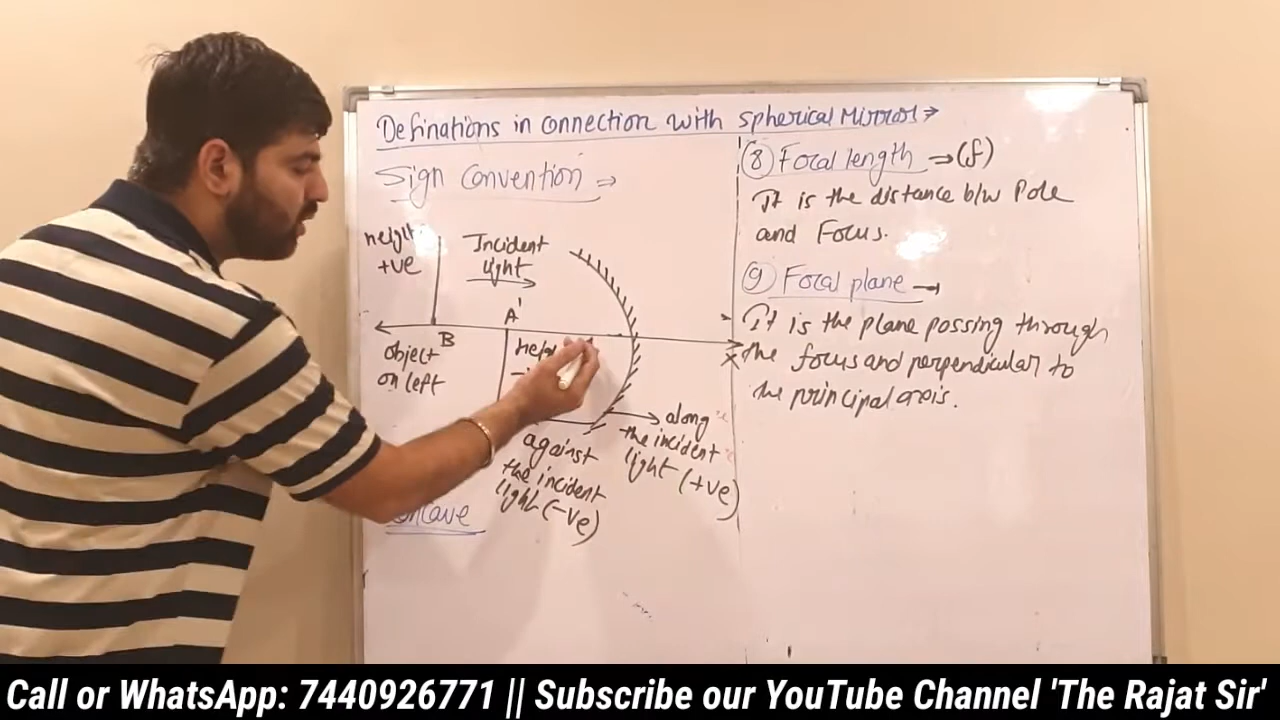 Definations in connection with spherical Mirror →
Sign Convention ⇒
height
+ve
Incident
light
A'
B
object
on left
against
the incident
light (-ve)
along
the incident
light (+ve)
X
(8) Focal length → (f)
It is the distance b/w Pole
and Focus.
(9) Focal plane →
It is the plane possing through
the focus and perpendicular to
the principal axis.
Call or WhatsApp: 7440926771 || Subscribe our YouTube Channel 'The Rajat Sir'